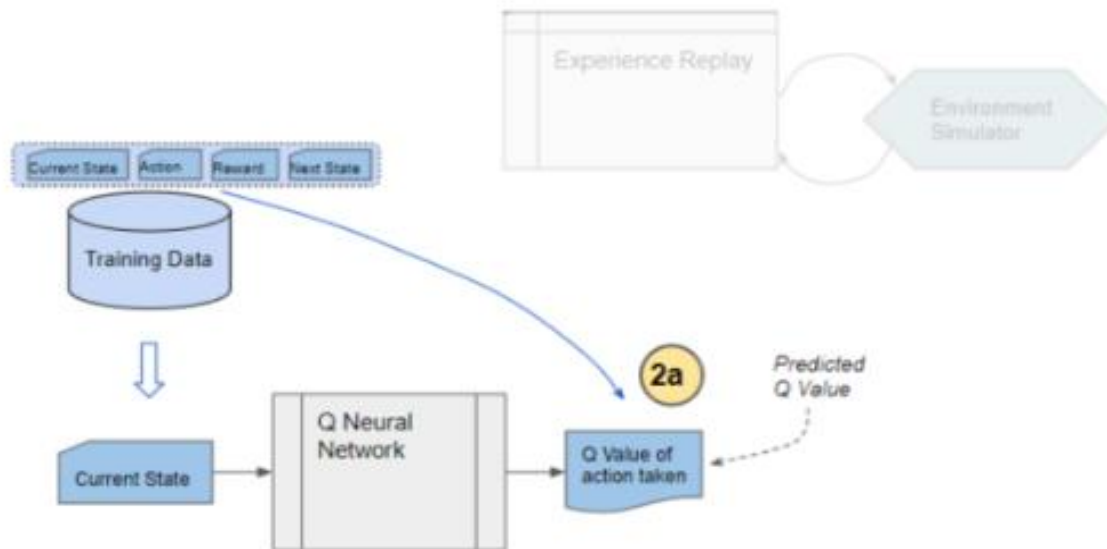 Experience Replay
Environment
Simulator
Current State
Action
Reward
Next State
Training Data
2a
Predicted
Q Value
Q Neural
Network
Current State
Q Value of
action taken